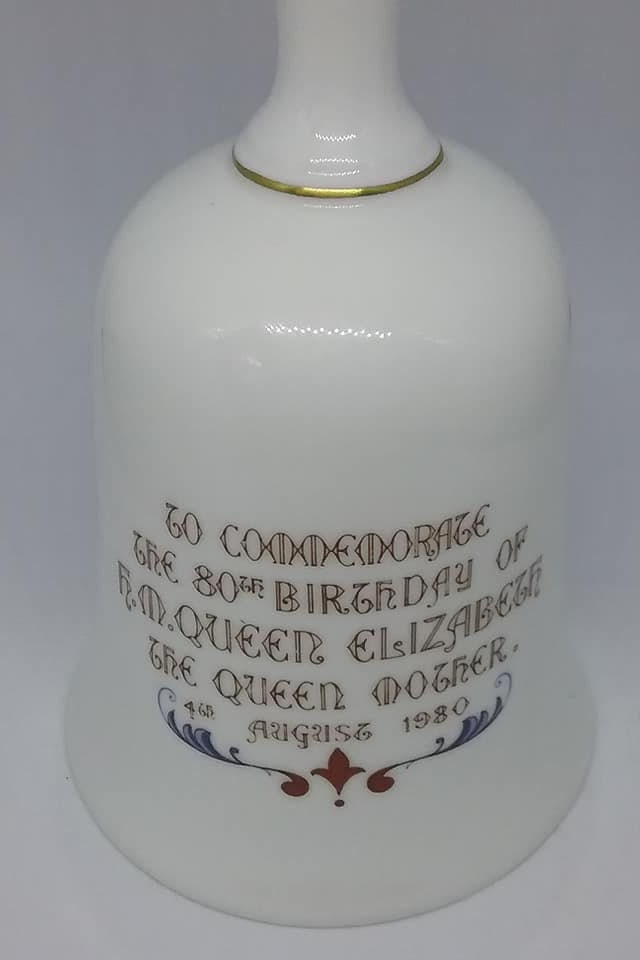 TO COMMEMORATE
THE 80TH BIRTHDAY OF
H.M. QUEEN ELIZABETH
THE QUEEN MOTHER.
4TH AUGUST 1980